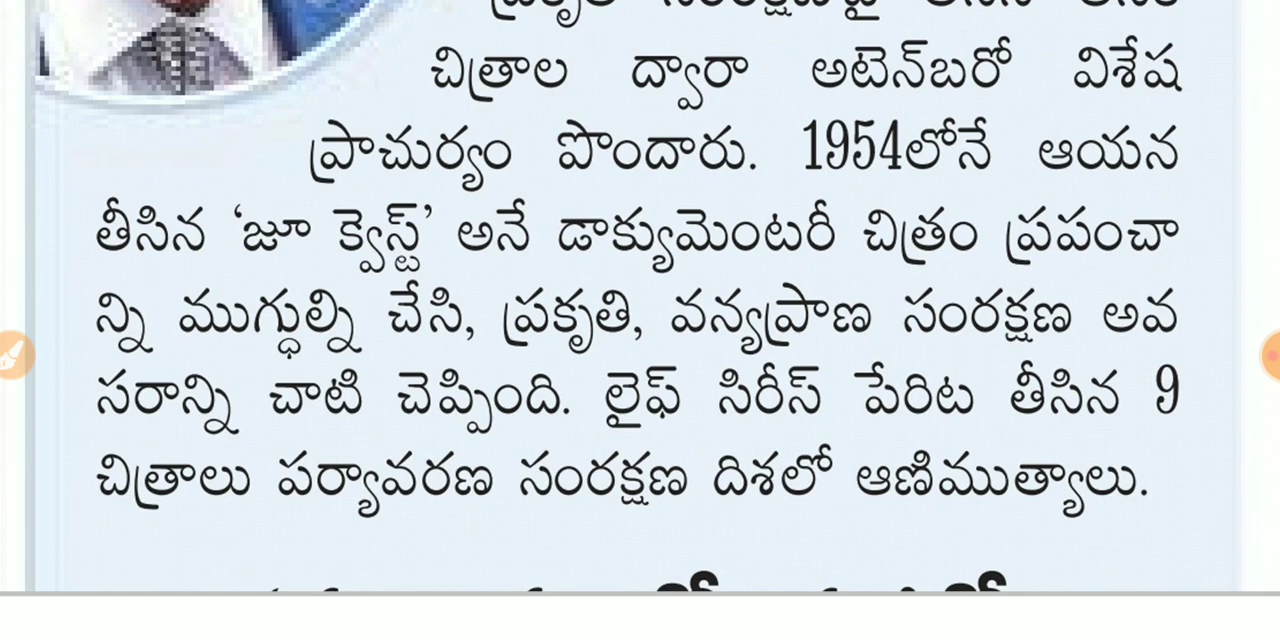 చిత్రాల ద్వారా అటెన్‌బరో విశేష
ప్రాచుర్యం పొందారు. 1954లోనే ఆయన
తీసిన ‘జూ క్వెస్ట్’ అనే డాక్యుమెంటరీ చిత్రం ప్రపంచా
న్ని ముగ్ధుల్ని చేసి, ప్రకృతి, వన్యప్రాణ సంరక్షణ అవ
సరాన్ని చాటి చెప్పింది. లైఫ్ సిరీస్ పేరిట తీసిన 9
చిత్రాలు పర్యావరణ సంరక్షణ దిశలో ఆణిముత్యాలు.